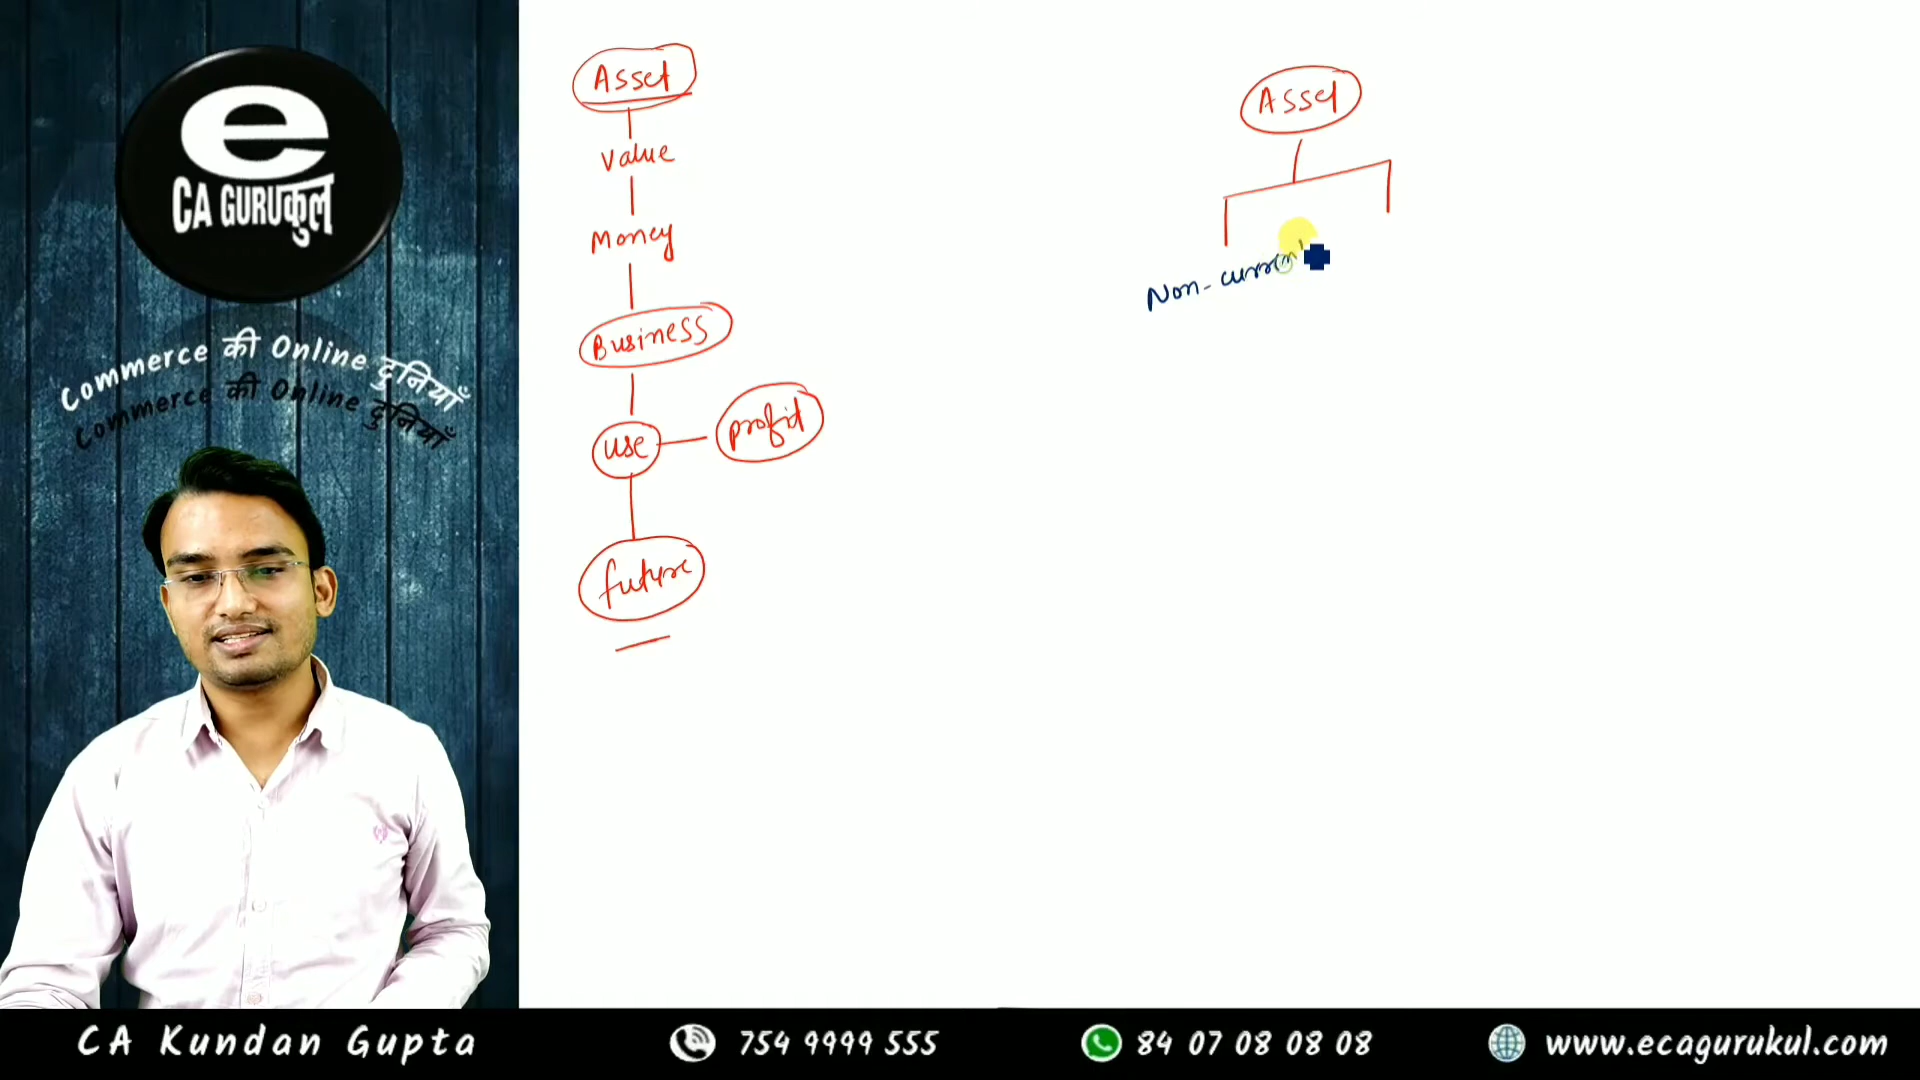 e
CA GURUकुल
Commerce की Online दुनियाँ
Commerce की Online दुनियाँ
Asset
Value
Money
Business
use
profit
future
Asset
Non-current
CA Kundan Gupta
754 9999 555
84 07 08 08 08
www.ecagurukul.com